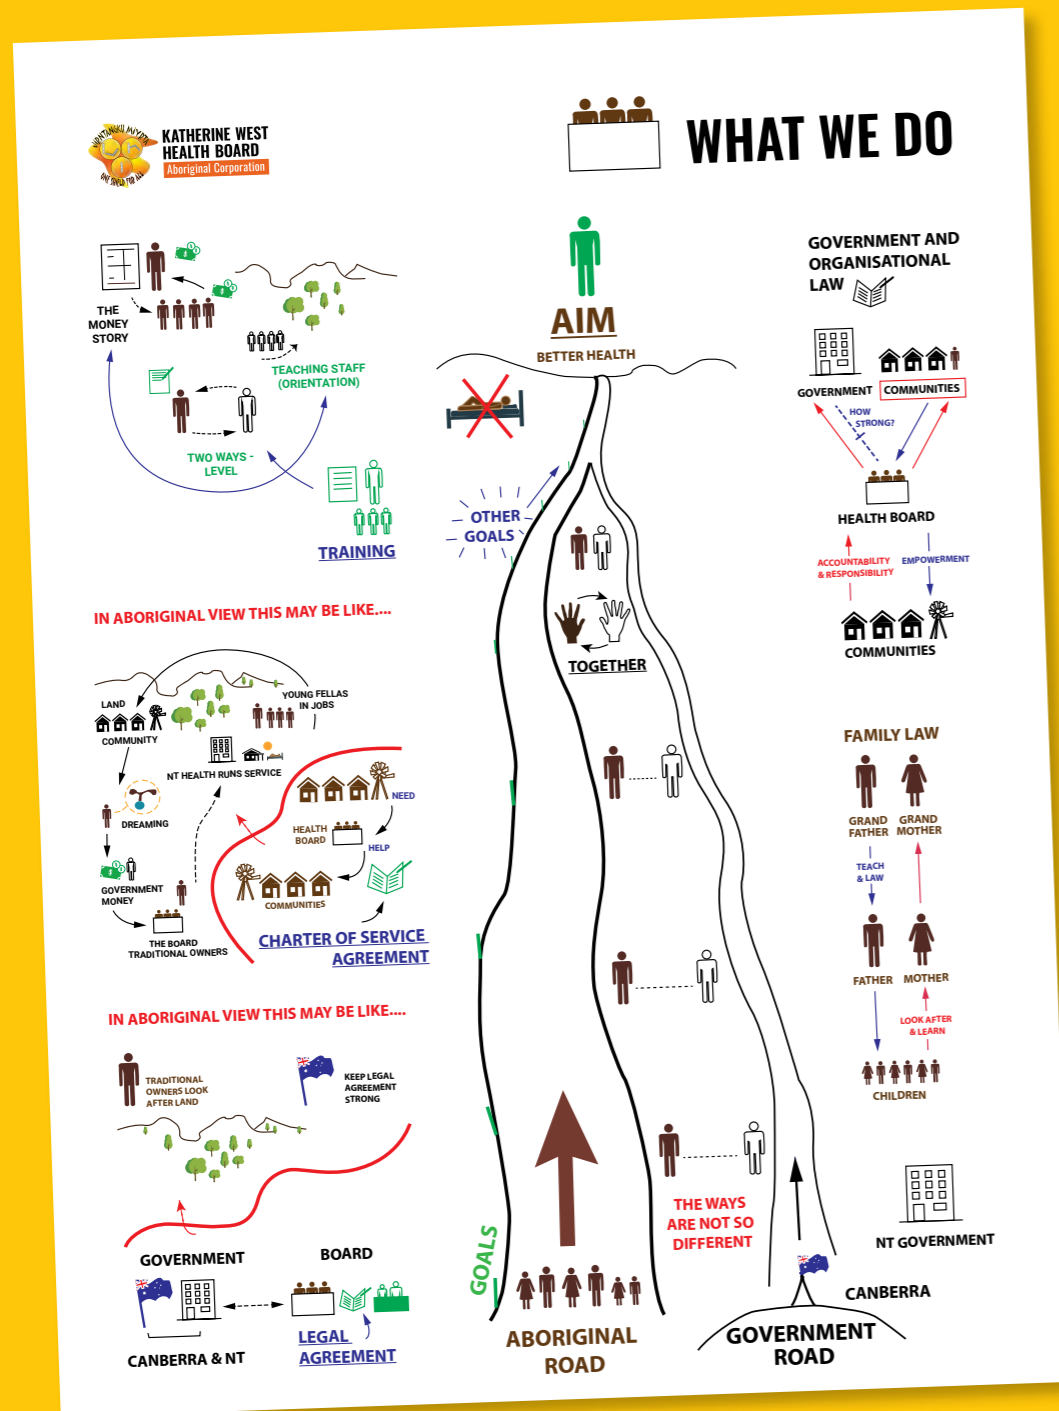 NGANTANGKU MIYRTA
ONE SHIELD FOR ALL
KATHERINE WEST
HEALTH BOARD
Aboriginal Corporation
WHAT WE DO
THE
MONEY
STORY
TEACHING STAFF
(ORIENTATION)
TWO WAYS -
LEVEL
TRAINING
AIM
BETTER HEALTH
OTHER
GOALS
TOGETHER
GOVERNMENT AND
ORGANISATIONAL
LAW
GOVERNMENT
COMMUNITIES
HOW
STRONG?
HEALTH BOARD
ACCOUNTABILITY
& RESPONSIBILITY
EMPOWERMENT
COMMUNITIES
IN ABORIGINAL VIEW THIS MAY BE LIKE....
LAND
COMMUNITY
YOUNG FELLAS
IN JOBS
NT HEALTH RUNS SERVICE
DREAMING
GOVERNMENT
MONEY
THE BOARD
TRADITIONAL OWNERS
NEED
HEALTH
BOARD
HELP
COMMUNITIES
CHARTER OF SERVICE
AGREEMENT
FAMILY LAW
GRAND
FATHER
GRAND
MOTHER
TEACH
& LAW
FATHER
MOTHER
LOOK AFTER
& LEARN
CHILDREN
IN ABORIGINAL VIEW THIS MAY BE LIKE....
TRADITIONAL
OWNERS LOOK
AFTER LAND
KEEP LEGAL
AGREEMENT
STRONG
GOVERNMENT
BOARD
CANBERRA & NT
LEGAL
AGREEMENT
GOALS
ABORIGINAL
ROAD
THE WAYS
ARE NOT SO
DIFFERENT
NT GOVERNMENT
CANBERRA
GOVERNMENT
ROAD